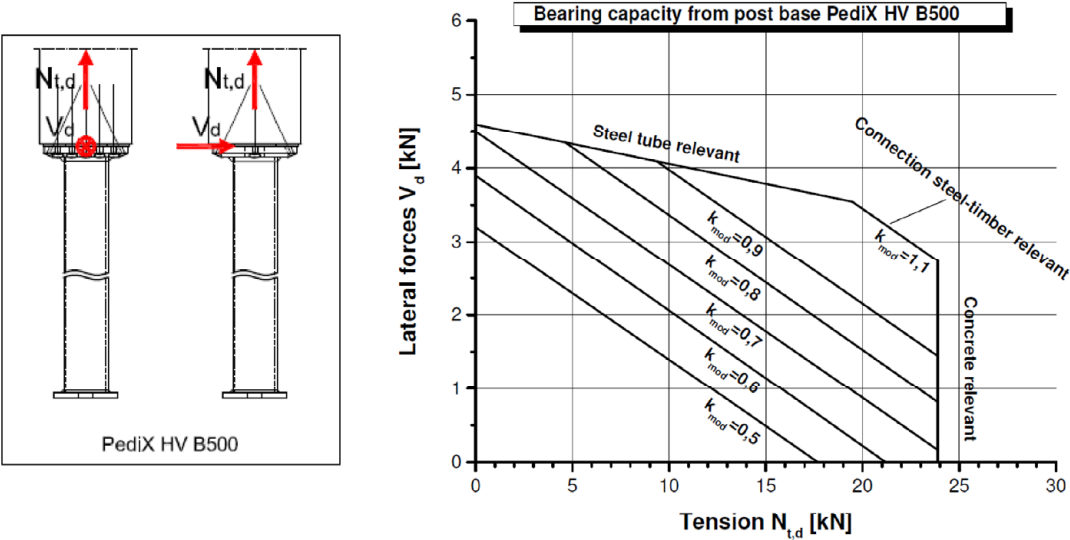 Nt,d
Nt,d
Vd
Vd
PediX HV B500
Bearing capacity from post base PediX HV B500
Lateral forces Vd [kN]
6
5
4
3
2
1
0
Steel tube relevant
Connection steel-timber relevant
Concrete relevant
kmod=1,1
kmod=0,9
kmod=0,8
kmod=0,7
kmod=0,6
kmod=0,5
0 5 10 15 20 25 30
Tension Nt,d [kN]